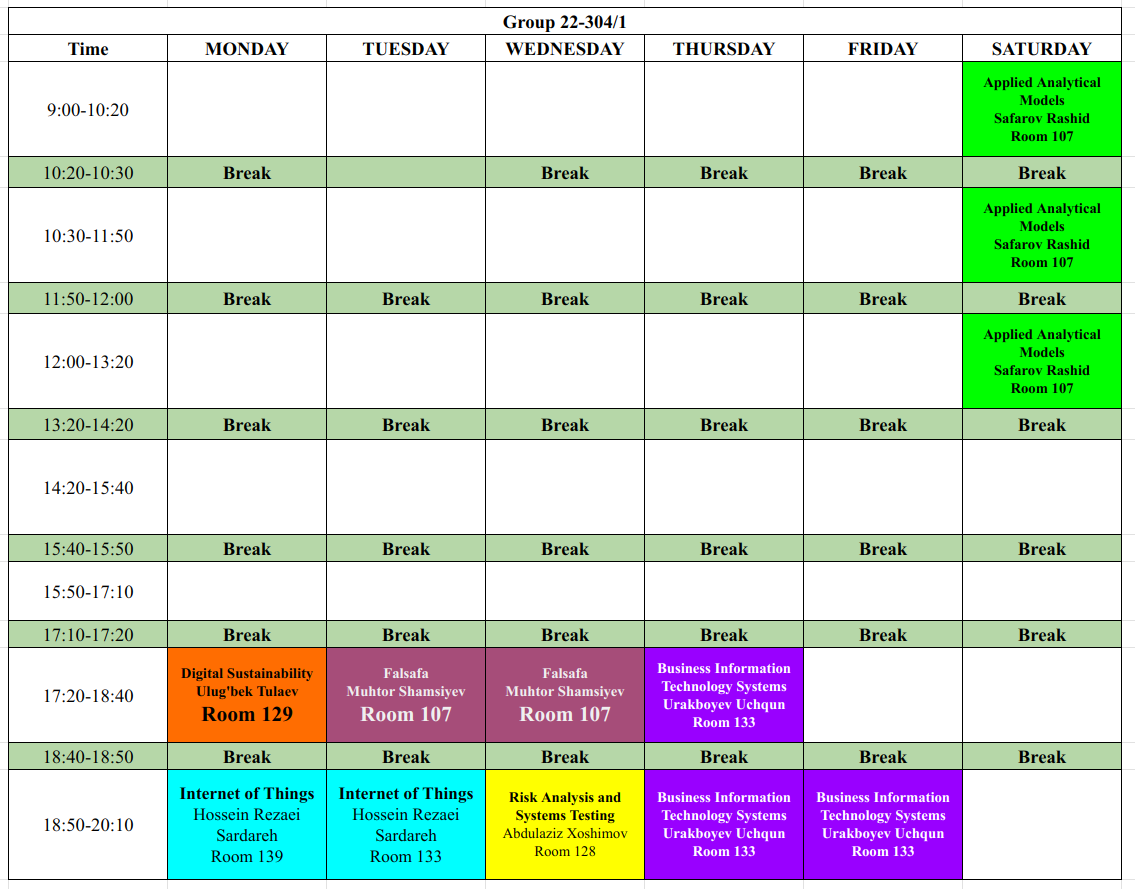 Group 22-304/1
Time MONDAY TUESDAY WEDNESDAY THURSDAY FRIDAY SATURDAY
9:00-10:20
Applied Analytical
Models
Safarov Rashid
Room 107
10:20-10:30 Break Break Break Break Break
10:30-11:50
Applied Analytical
Models
Safarov Rashid
Room 107
11:50-12:00 Break Break Break Break Break Break
12:00-13:20
Applied Analytical
Models
Safarov Rashid
Room 107
13:20-14:20 Break Break Break Break Break Break
14:20-15:40
15:40-15:50 Break Break Break Break Break Break
15:50-17:10
17:10-17:20 Break Break Break Break Break Break
17:20-18:40
Digital Sustainability
Ulug'bek Tulaev
Room 129
Falsafa
Muhtor Shamsiyev
Room 107
Falsafa
Muhtor Shamsiyev
Room 107
Business Information
Technology Systems
Urakboyev Uchqun
Room 133
18:40-18:50 Break Break Break Break Break Break
18:50-20:10
Internet of Things
Hossein Rezaei
Sardareh
Room 139
Internet of Things
Hossein Rezaei
Sardareh
Room 133
Risk Analysis and
Systems Testing
Abdulaziz Xoshimov
Room 128
Business Information
Technology Systems
Urakboyev Uchqun
Room 133
Business Information
Technology Systems
Urakboyev Uchqun
Room 133